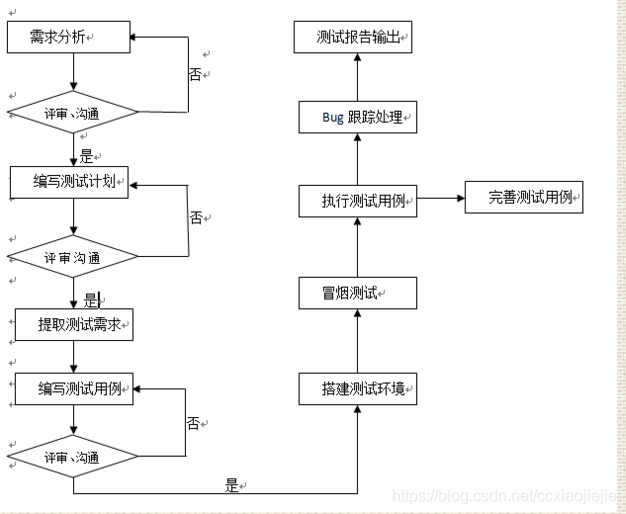 需求分析
否
评审、沟通
是
编写测试计划
否
评审沟通
是
提取测试需求
编写测试用例
否
评审、沟通
是
搭建测试环境
冒烟测试
执行测试用例
完善测试用例
Bug 跟踪处理
测试报告输出
https://blog.csdn.net/ccxiaojiejie